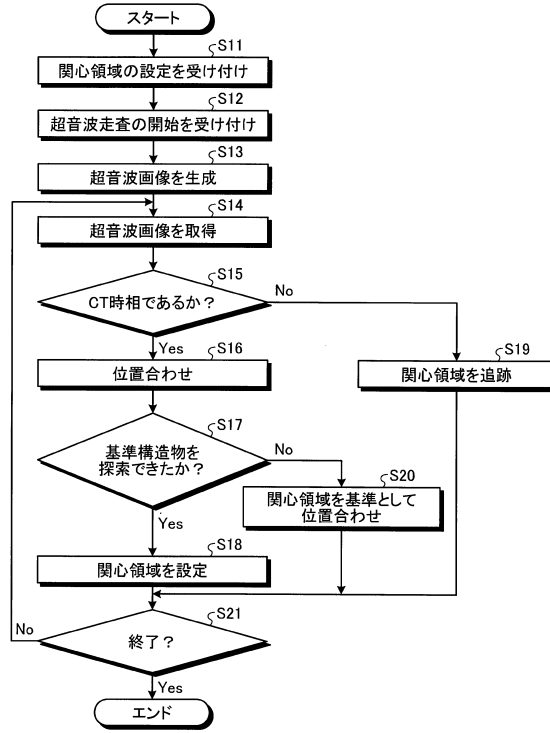 スタート
S11
関心領域の設定を受け付け
S12
超音波走査の開始を受け付け
S13
超音波画像を生成
S14
超音波画像を取得
S15
CT時相であるか？
No
Yes
S16
位置合わせ
S19
関心領域を追跡
S17
基準構造物を
探索できたか？
No
Yes
S20
関心領域を基準として
位置合わせ
S18
関心領域を設定
S21
終了？
No
Yes
エンド